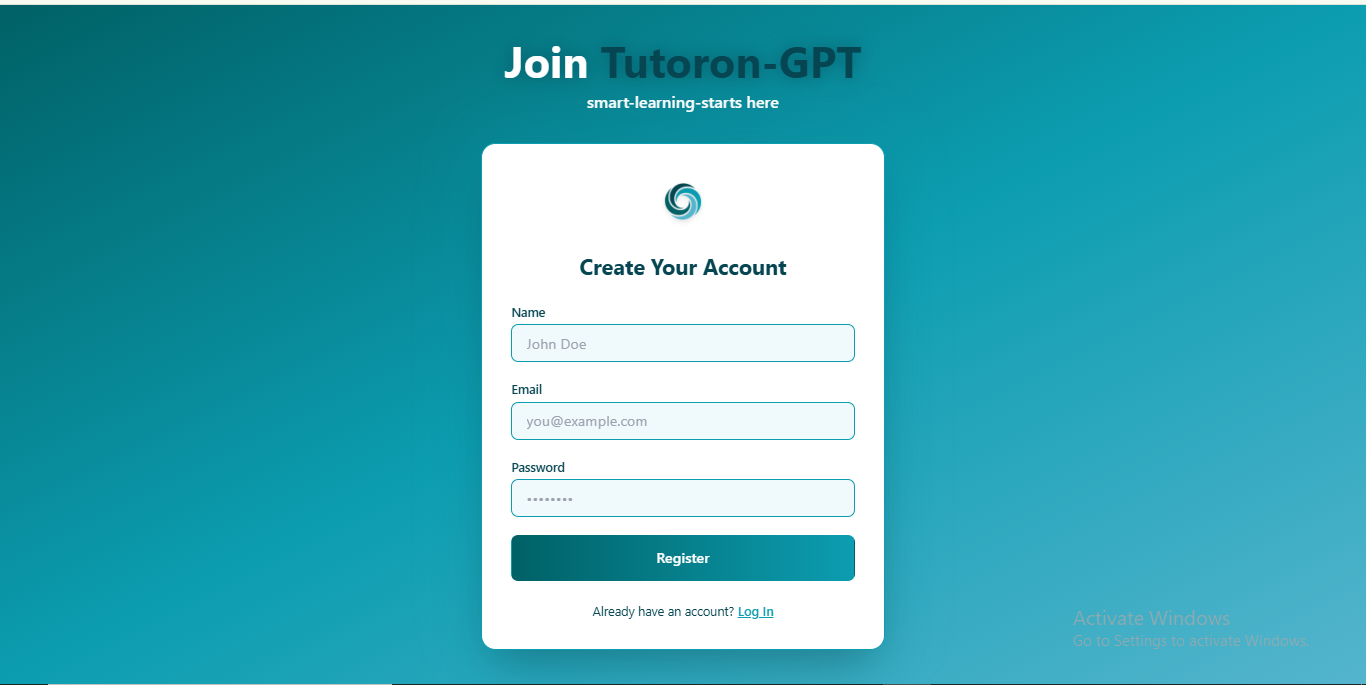 Join Tutoron-GPT
smart-learning-starts here
Create Your Account
Name
John Doe
Email
you@example.com
Password
••••••••
Register
Already have an account? Log In
Activate Windows
Go to Settings to activate Windows.